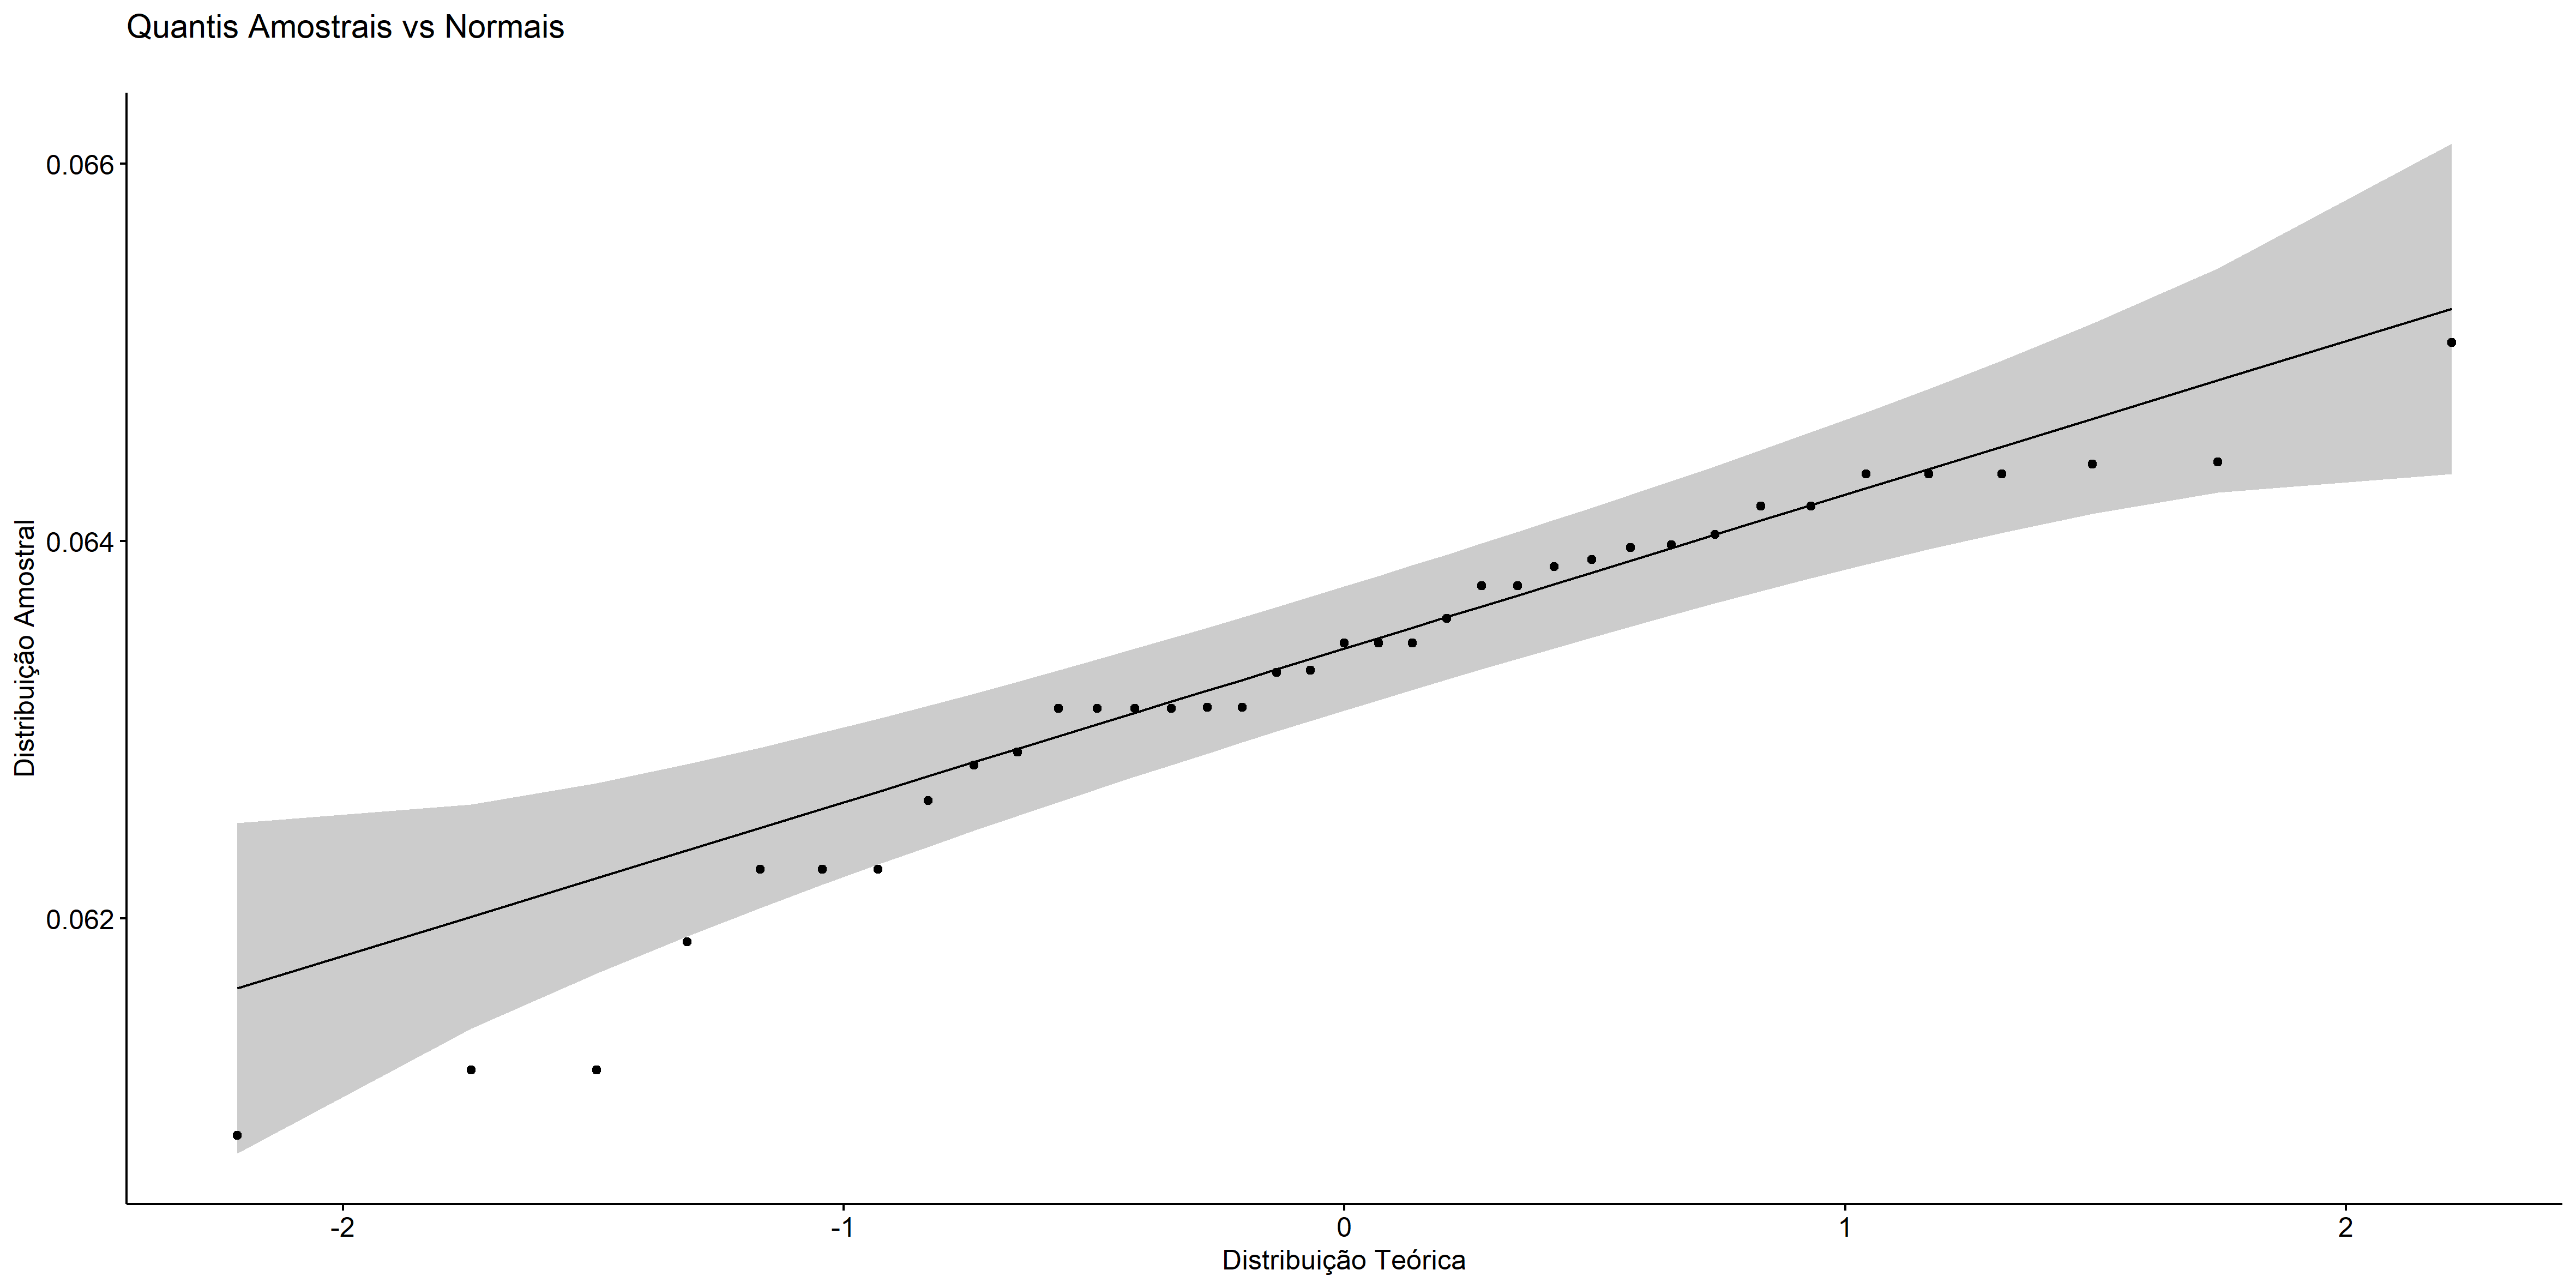 Quantis Amostrais vs Normais
0.066
0.064
0.062
Distribuição Amostral
-2
-1
0
1
2
Distribuição Teórica